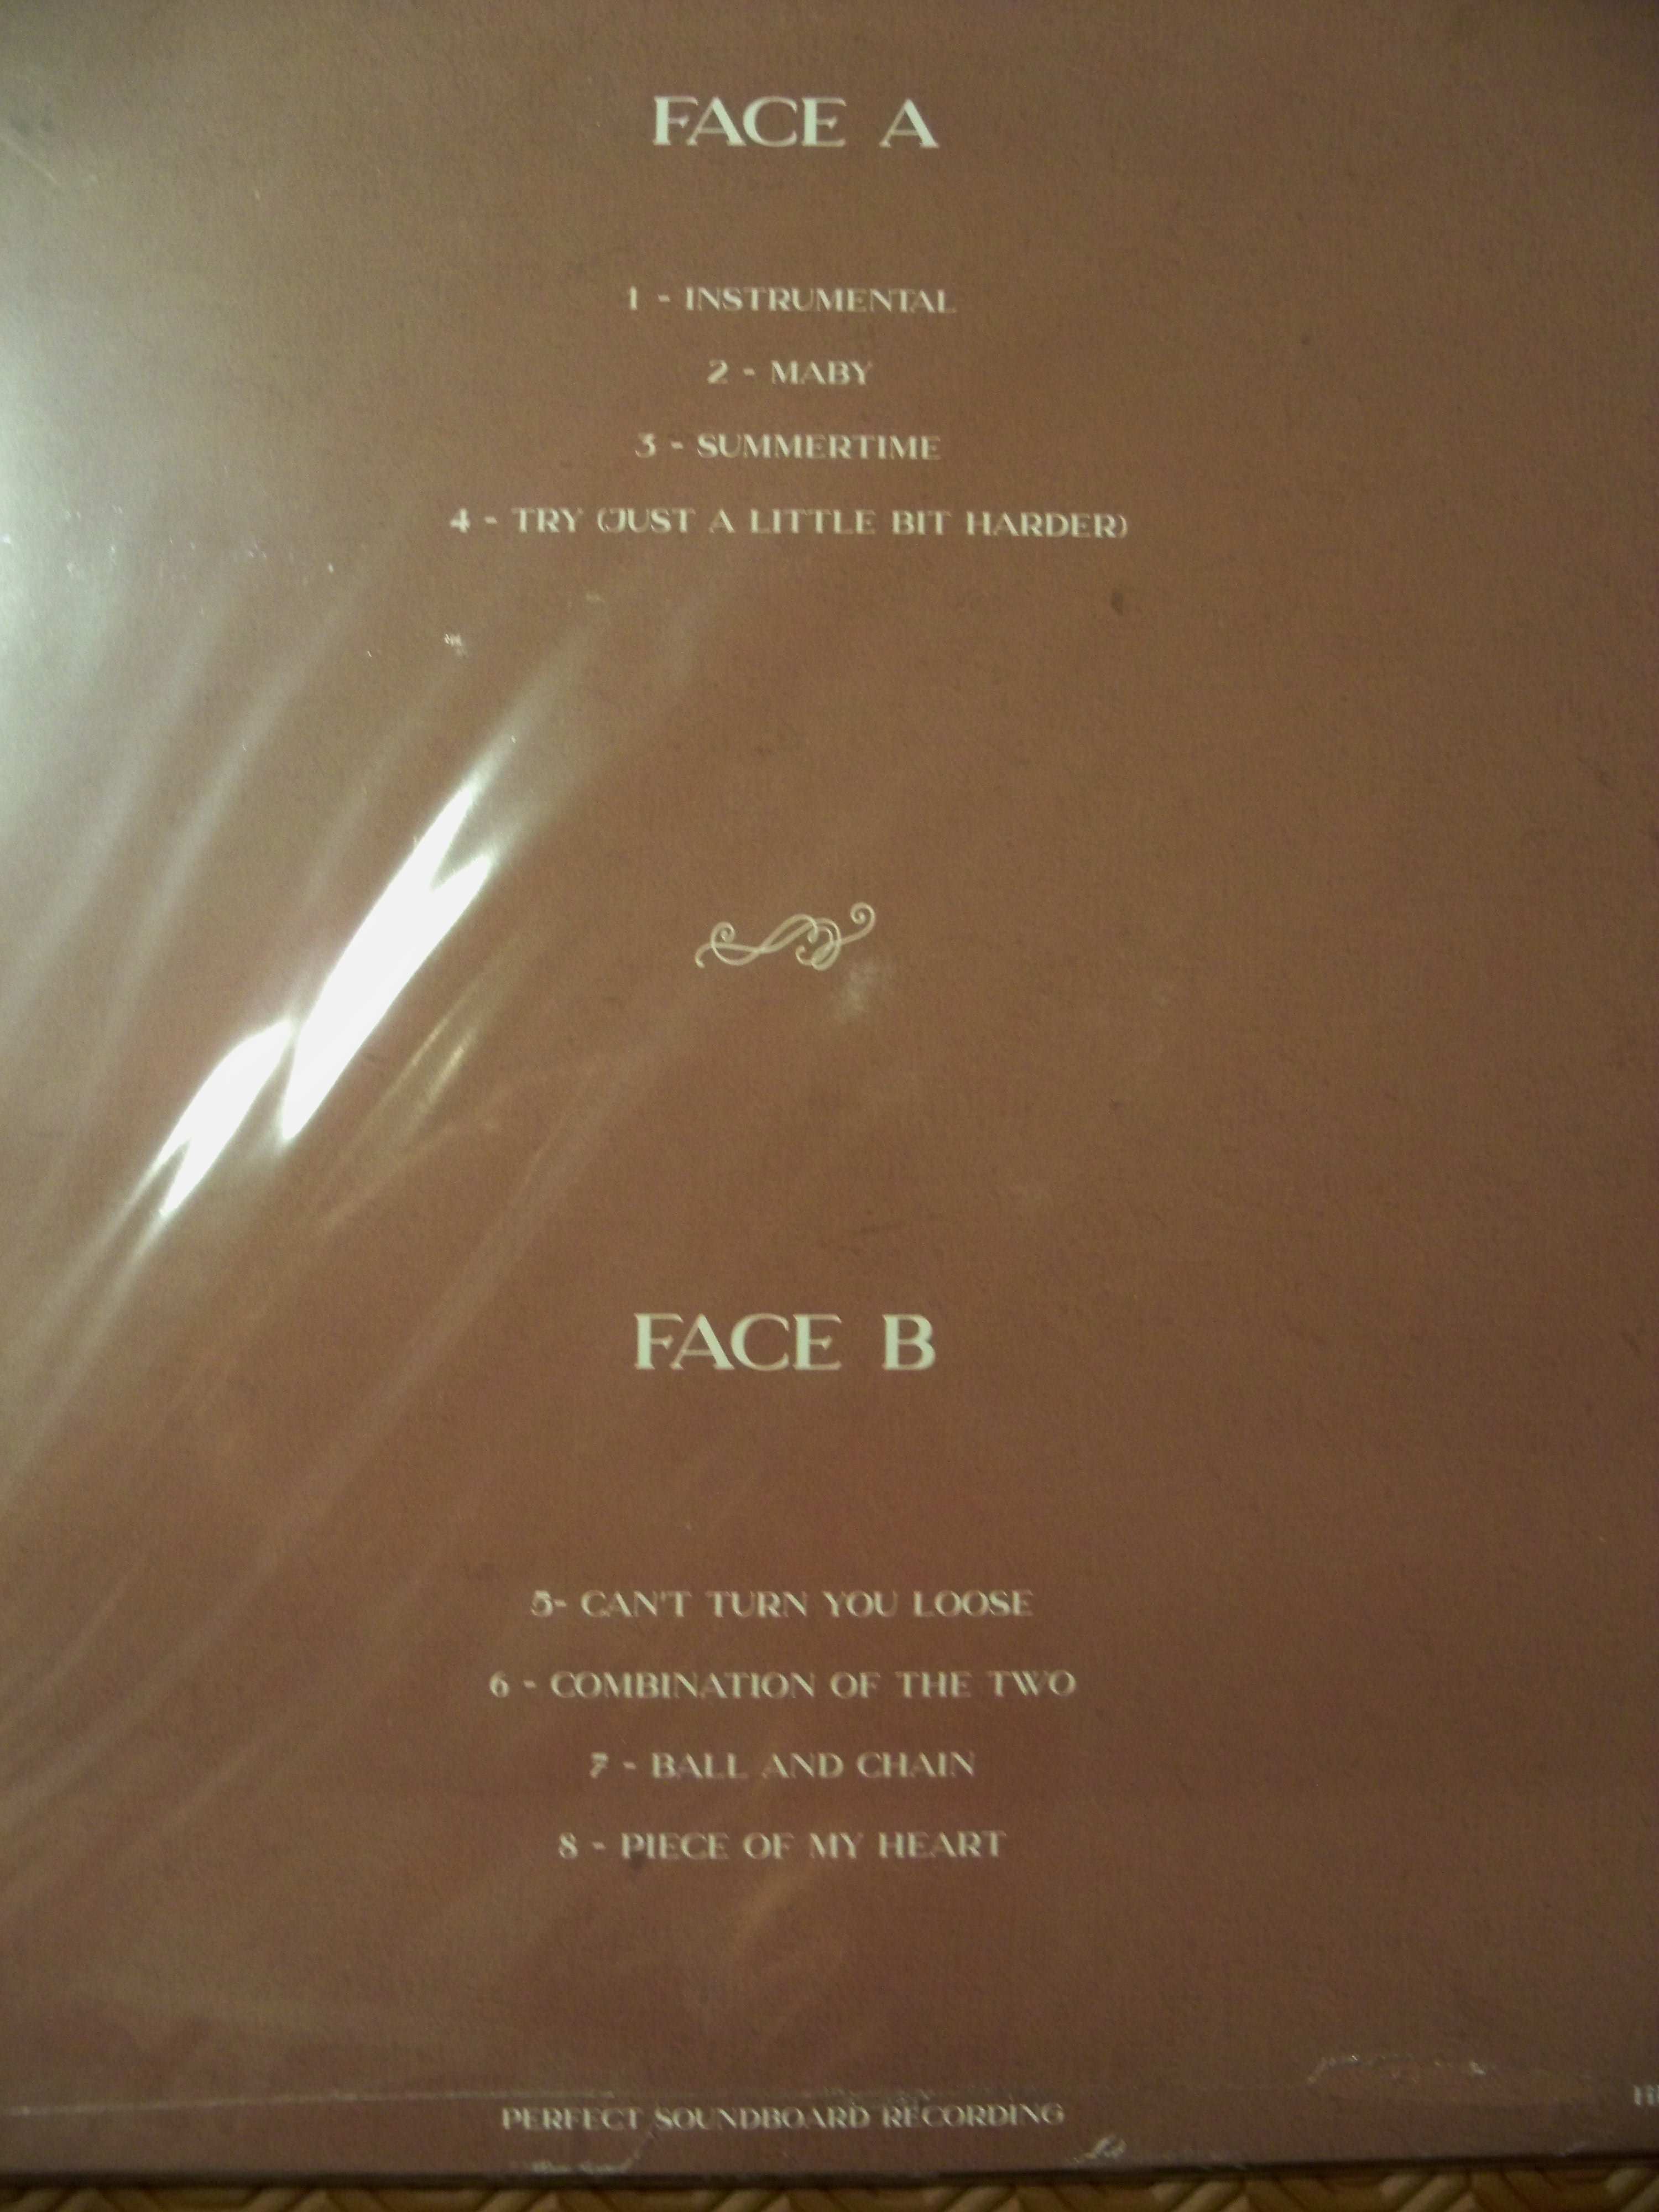 FACE A
1 - INSTRUMENTAL
2 - MABY
3 - SUMMERTIME
4 - TRY (JUST A LITTLE BIT HARDER)
FACE B
5- CAN'T TURN YOU LOOSE
6 - COMBINATION OF THE TWO
7 - BALL AND CHAIN
8 - PIECE OF MY HEART
PERFECT SOUNDBOARD RECORDING